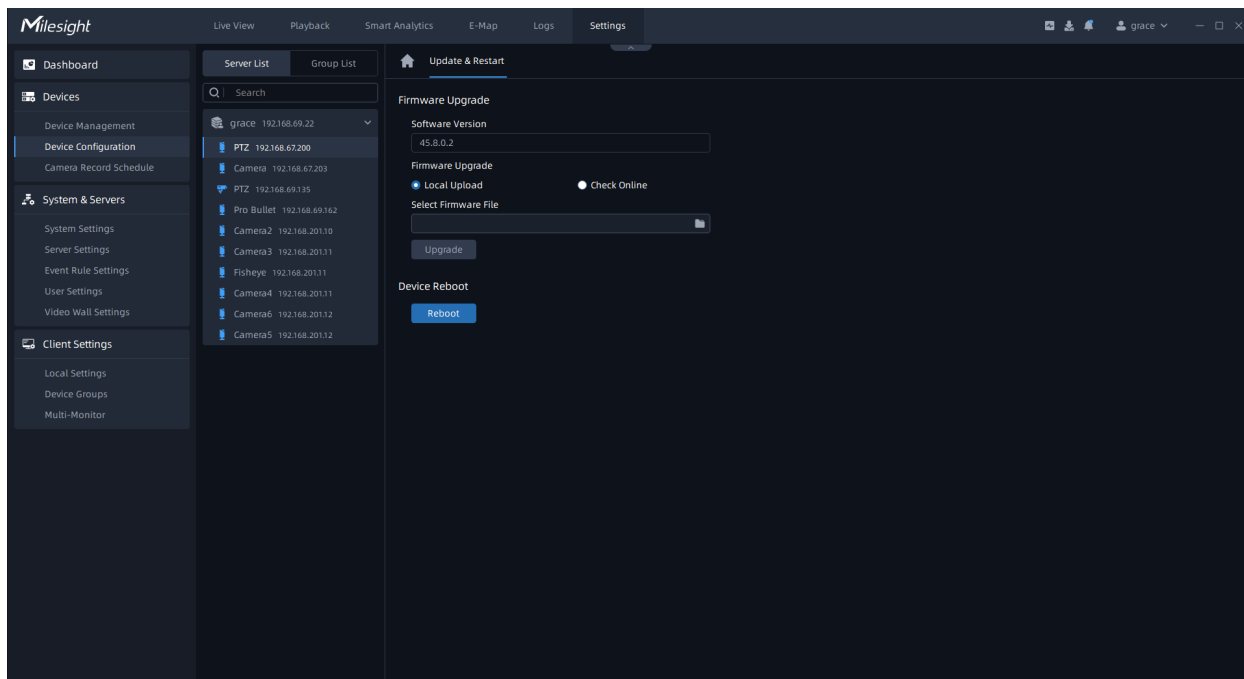 Milesight
Live View Playback Smart Analytics E-Map Logs Settings grace
Dashboard
Devices
Device Management
Device Configuration
Camera Record Schedule
System & Servers
System Settings
Server Settings
Event Rule Settings
User Settings
Video Wall Settings
Client Settings
Local Settings
Device Groups
Multi-Monitor
Server List Group List
Search
grace 192.168.69.22
PTZ 192.168.67.200
Camera 192.168.67.203
PTZ 192.168.69.135
Pro Bullet 192.168.69.162
Camera2 192.168.201.10
Camera3 192.168.201.11
Fisheye 192.168.201.11
Camera4 192.168.201.11
Camera6 192.168.201.12
Camera5 192.168.201.12
Update & Restart
Firmware Upgrade
Software Version
45.8.0.2
Firmware Upgrade
Local Upload Check Online
Select Firmware File
Upgrade
Device Reboot
Reboot